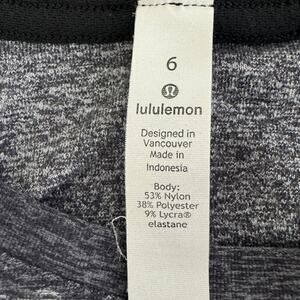 6
lululemon
Designed in
Vancouver
Made in
Indonesia
Body:
53% Nylon
38% Polyester
9% Lycra®
elastane